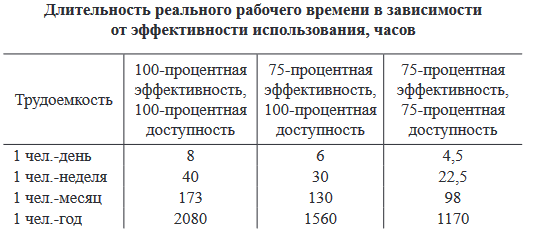 Длительность реального рабочего времени в зависимости
от эффективности использования, часов
Трудоемкость
100-процентная эффективность, 100-процентная доступность
75-процентная эффективность, 100-процентная доступность
75-процентная эффективность, 75-процентная доступность
1 чел.-день 8 6 4,5
1 чел.-неделя 40 30 22,5
1 чел.-месяц 173 130 98
1 чел.-год 2080 1560 1170